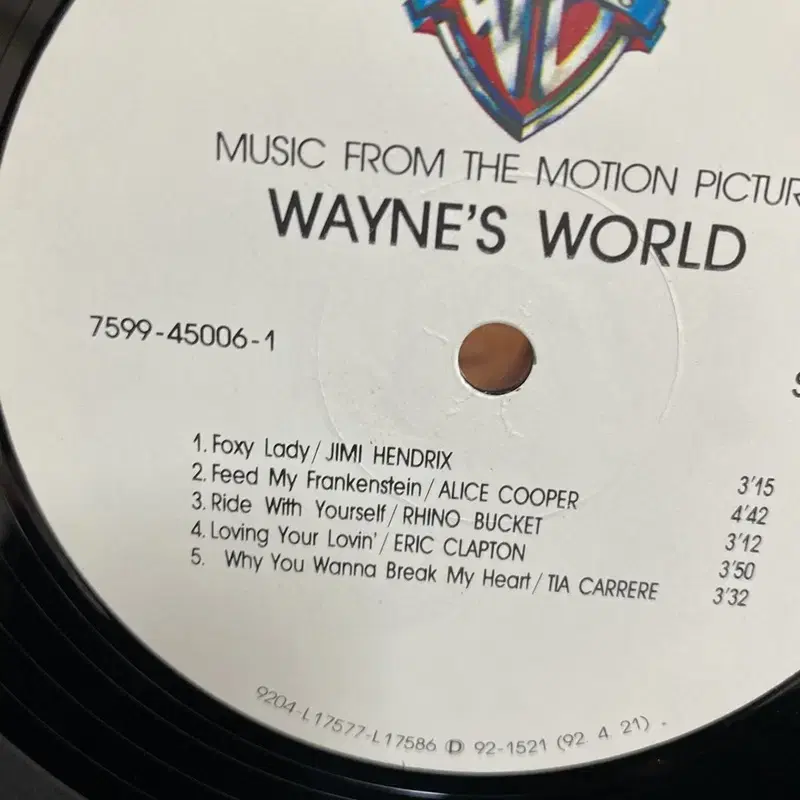 MUSIC FROM THE MOTION PICTUR
WAYNE'S WORLD
7599-45006-1
S
1. Foxy Lady/ JIMI HENDRIX 3'15
2. Feed My Frankenstein/ ALICE COOPER 4'42
3. Ride With Yourself/ RHINO BUCKET 3'12
4. Loving Your Lovin'/ ERIC CLAPTON 3'50
5. Why You Wanna Break My Heart/ TIA CARRERE 3'32
9204-L17577-L17586 Ⓓ 92-1521 (92. 4. 21) .